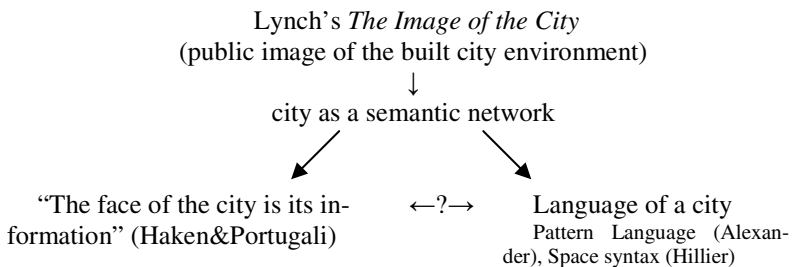 Lynch's The Image of the City
(public image of the built city environment)
↓
city as a semantic network
“The face of the city is its in-
formation” (Haken&Portugali)
←?→
Language of a city
Pattern Language (Alexan-
der), Space syntax (Hillier)